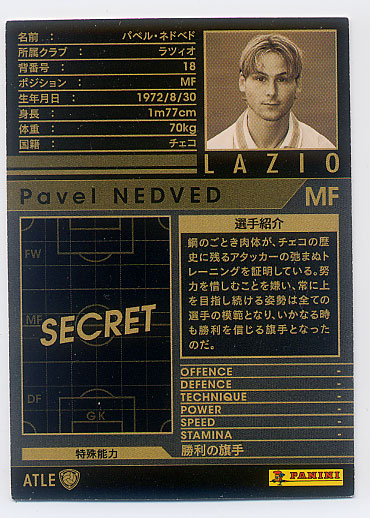 名前 : パベル・ネドベド
所属クラブ : ラツィオ
背番号 : 18
ポジション : MF
生年月日 : 1972/8/30
身長 : 1m77cm
体重 : 70kg
国籍 : チェコ
LAZIO
Pavel NEDVED MF
FW
MF
DF
GK
SECRET
選手紹介
鋼のごとき肉体が、チェコの歴
史に残るアタッカーの弛まぬト
レーニングを証明している。努
力を惜しむことを嫌い、常に上
を目指し続ける姿勢は全ての
選手の模範となり、いかなる時
も勝利を信じる旗手となった
のだ。
OFFENCE -
DEFENCE -
TECHNIQUE -
POWER -
SPEED -
STAMINA -
特殊能力 勝利の旗手
ATLE
PANINI